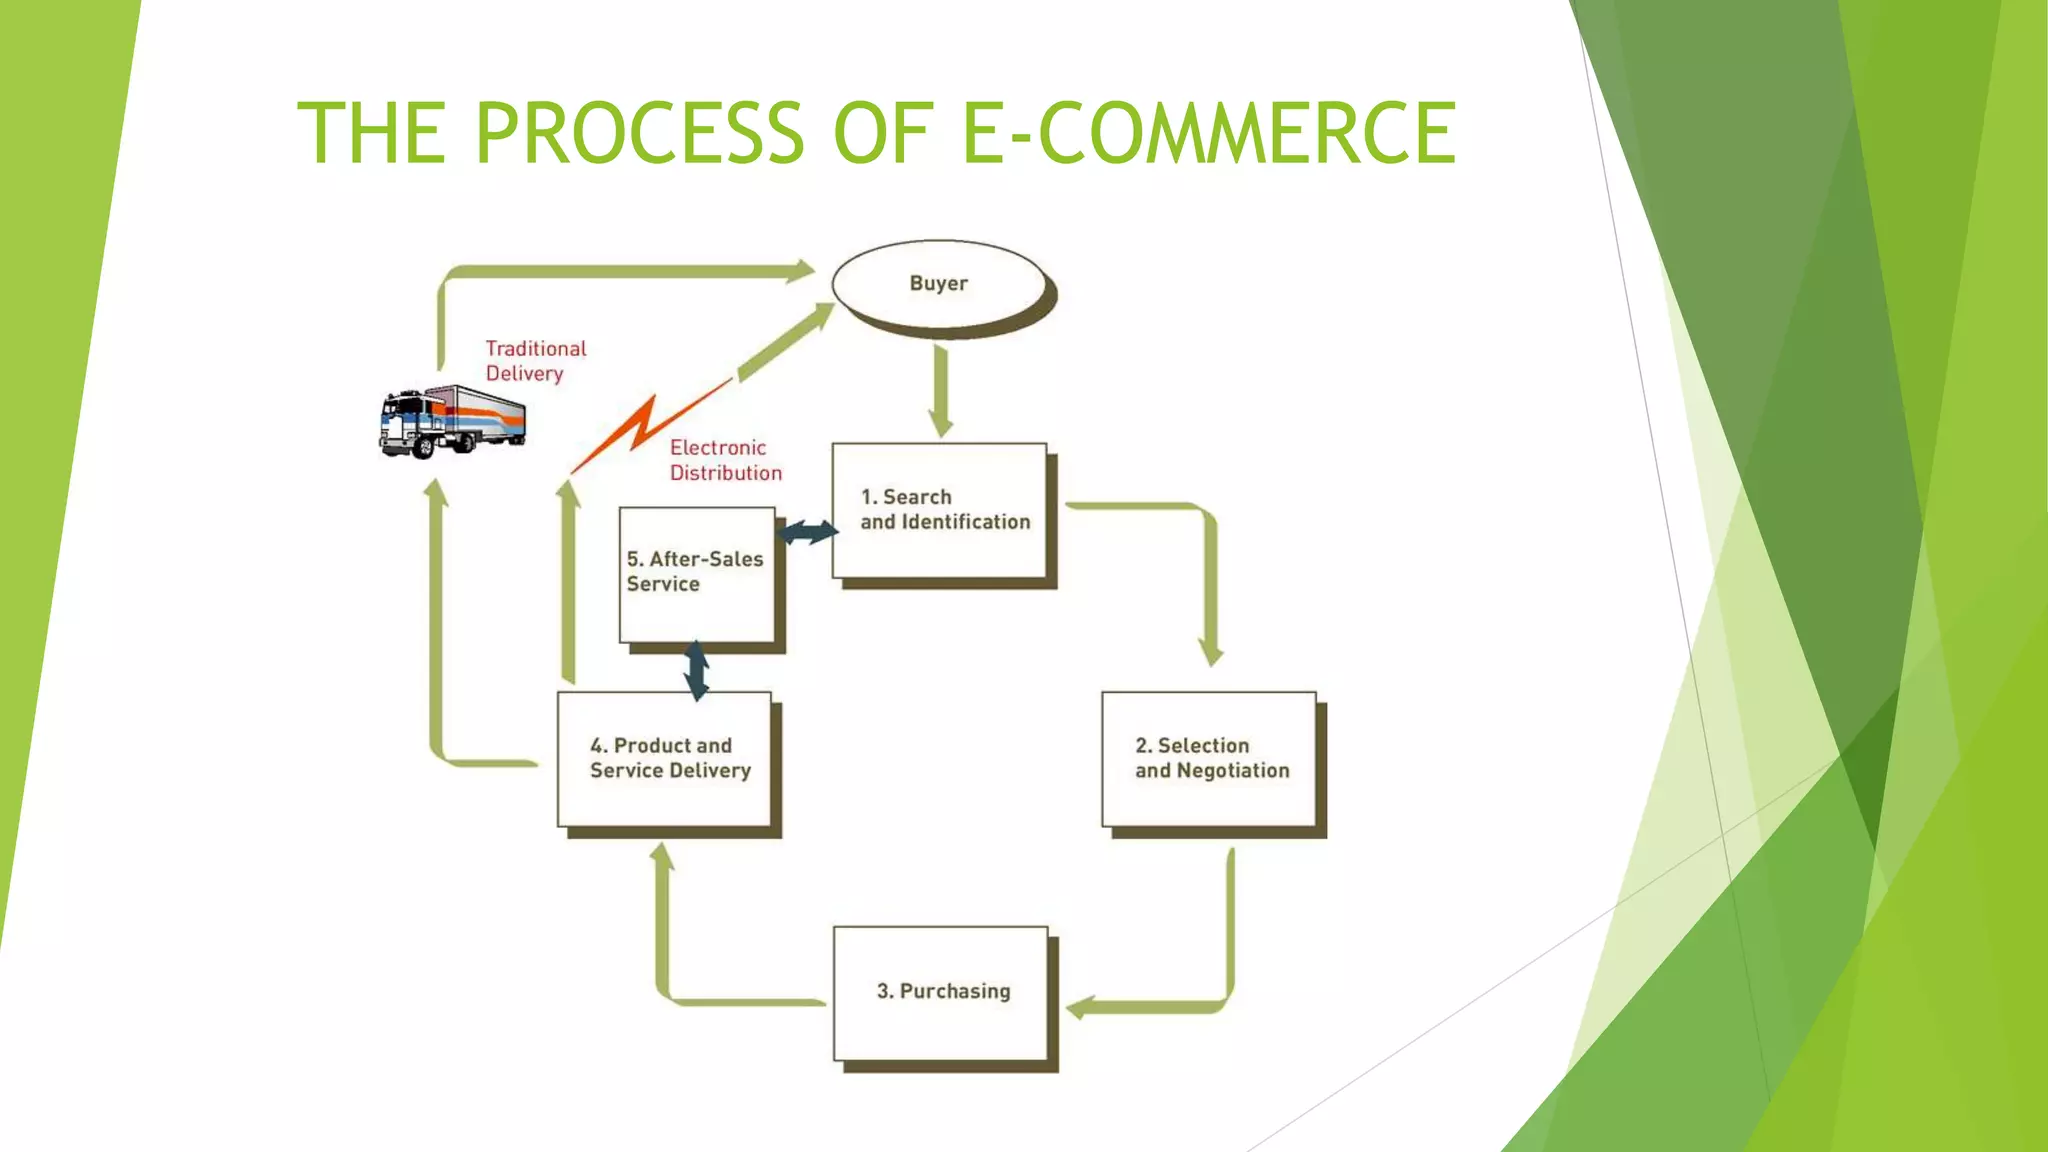 THE PROCESS OF E-COMMERCE
Buyer
Traditional
Delivery
Electronic
Distribution
1. Search
and Identification
5. After-Sales
Service
4. Product and
Service Delivery
2. Selection
and Negotiation
3. Purchasing